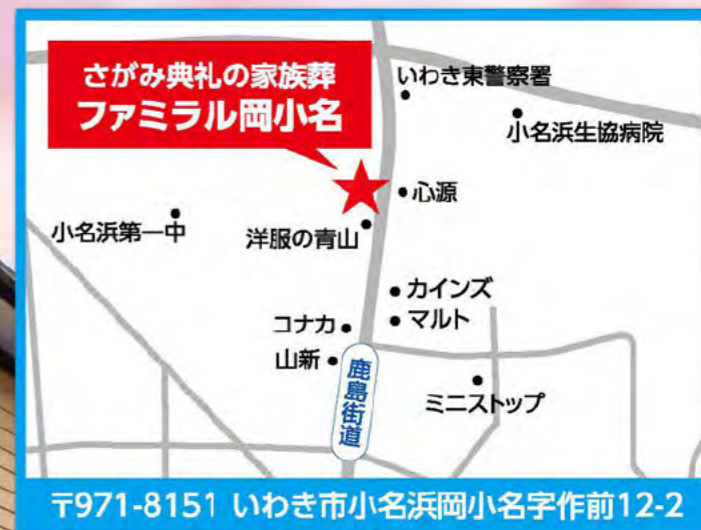 さがみ典礼の家族葬
ファミラル岡小名
いわき東警察署
小名浜生協病院
心源
小名浜第一中
洋服の青山
カインズ
コナカ
マルト
山新
鹿島街道
ミニストップ
〒971-8151 いわき市小名浜岡小名字作前12-2